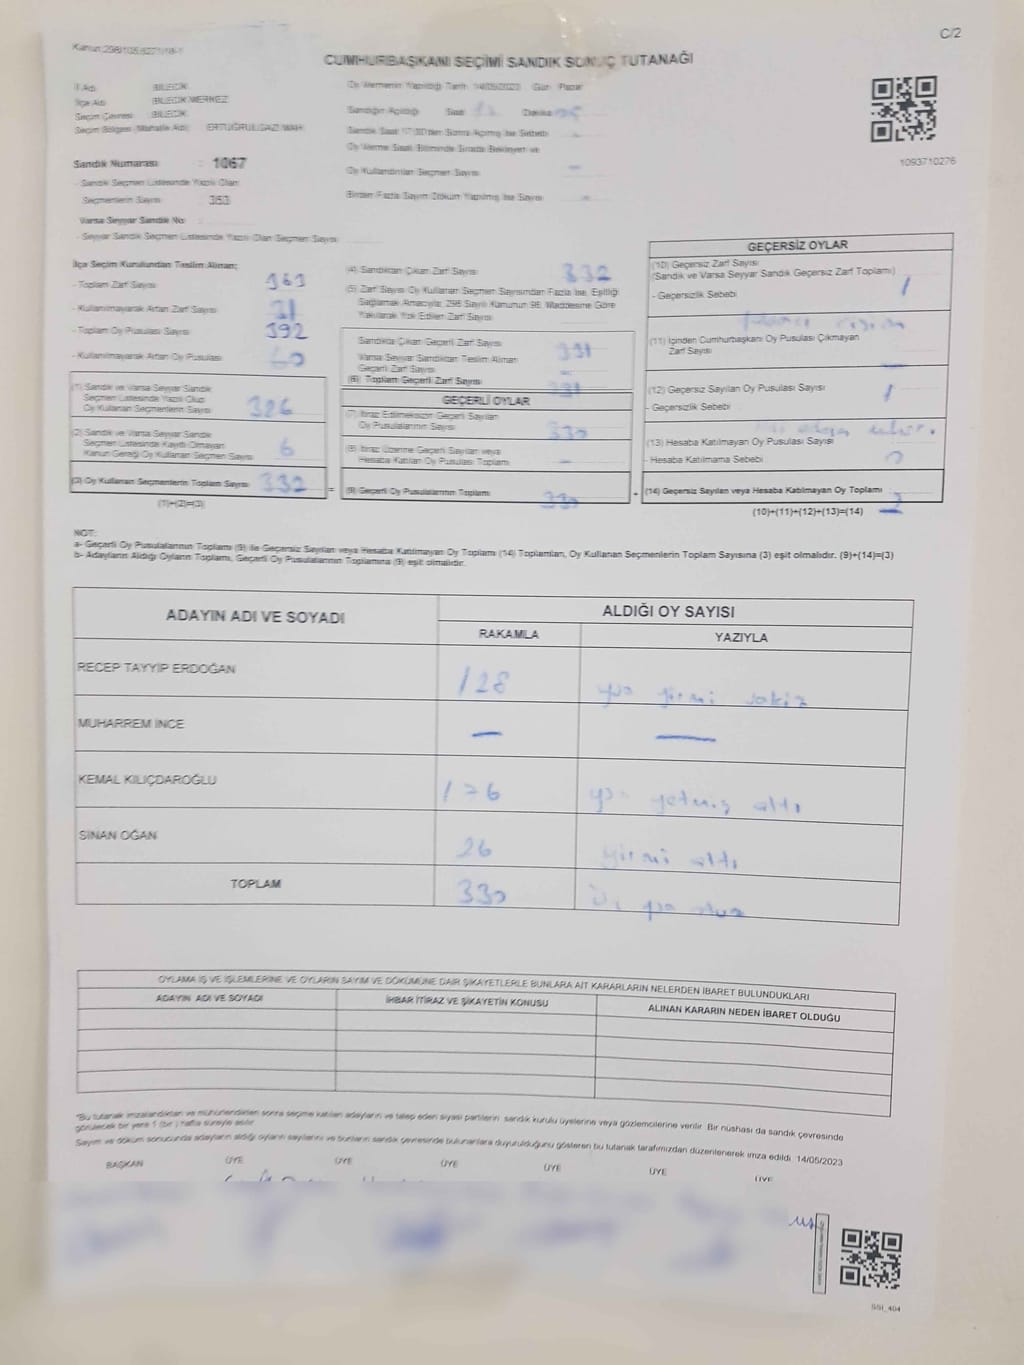 C/2
Kanun:298/105,6271/18-1
CUMHURBAŞKANI SEÇİMİ SANDIK SONUÇ TUTANAĞI
İl Adı BİLECİK
İlçe Adı BİLECİK MERKEZ
Seçim Çevresi BİLECİK
Seçim Bölgesi (Mahalle Adı) ERTUĞRULGAZİ MAH.
Oy Vermenin Yapıldığı Tarih 14/05/2023 Gün Pazar
Sandığın Açıldığı Saat Dakika
Sandık Saat 17:00'den Sonra Açılmış İse Sebebi
Oy Verme Saati Bitiminde Sırada Bekleyen ve
Oy Kullandırılan Seçmen Sayısı
Birden Fazla Sayım Döküm Yapılmış İse Sayısı
1093710276
Sandık Numarası : 1067
- Sandık Seçmen Listesinde Yazılı Olan
Seçmenlerin Sayısı 353
Varsa Seyyar Sandık No
- Seyyar Sandık Seçmen Listesinde Yazılı Olan Seçmen Sayısı
İlçe Seçim Kurulundan Teslim Alınan;
- Toplam Zarf Sayısı 363
- Kullanılmayarak Artan Zarf Sayısı 31
- Toplam Oy Pusulası Sayısı 392
- Kullanılmayarak Artan Oy Pusulası 60
(1) Sandık ve Varsa Seyyar Sandık
Seçmen Listesinde Yazılı Olup
Oy Kullanan Seçmenlerin Sayısı 326
(2) Sandık ve Varsa Seyyar Sandık
Seçmen Listesinde Kayıtlı Olmayan
Kanun Gereği Oy Kullanan Seçmen Sayısı 6
(3) Oy Kullanan Seçmenlerin Toplam Sayısı 332
(1)+(2)=(3)
(4) Sandıktan Çıkan Zarf Sayısı 332
(5) Zarf Sayısı Oy Kullanan Seçmen Sayısından Fazla İse, Eşitliği
Sağlamak Amacıyla, 298 Sayılı Kanunun 98. Maddesine Göre
Yakılarak Yok Edilen Zarf Sayısı
Sandıkta Çıkan Geçerli Zarf Sayısı 331
Varsa Seyyar Sandıktan Teslim Alınan
Geçerli Zarf Sayısı
(6) Toplam Geçerli Zarf Sayısı 331
GEÇERLİ OYLAR
(7) İtiraz Edilmeksizin Geçerli Sayılan
Oy Pusulalarının Sayısı 330
(8) İtiraz Üzerine Geçerli Sayılan veya
Hesaba Katılan Oy Pusulası Toplamı –
= (9) Geçerli Oy Pusulalarının Toplamı 330
GEÇERSİZ OYLAR
(10) Geçersiz Zarf Sayısı
(Sandık ve Varsa Seyyar Sandık Geçersiz Zarf Toplamı) 1
- Geçersizlik Sebebi
(11) İçinden Cumhurbaşkanı Oy Pusulası Çıkmayan
Zarf Sayısı –
(12) Geçersiz Sayılan Oy Pusulası Sayısı 1
- Geçersizlik Sebebi
(13) Hesaba Katılmayan Oy Pusulası Sayısı
- Hesaba Katılmama Sebebi
+ (14) Geçersiz Sayılan veya Hesaba Katılmayan Oy Toplamı 2
(10)+(11)+(12)+(13)=(14)
NOT:
a- Geçerli Oy Pusulalarının Toplamı (9) ile Geçersiz Sayılan veya Hesaba Katılmayan Oy Toplamı (14) Toplamları, Oy Kullanan Seçmenlerin Toplam Sayısına (3) eşit olmalıdır. (9)+(14)=(3)
b- Adayların Aldığı Oyların Toplamı, Geçerli Oy Pusulalarının Toplamına (9) eşit olmalıdır.
ADAYIN ADI VE SOYADI ALDIĞI OY SAYISI
RAKAMLA YAZIYLA
RECEP TAYYİP ERDOĞAN 128 yüz yirmi sekiz
MUHARREM İNCE — —
KEMAL KILIÇDAROĞLU 176 yüz yetmiş altı
SİNAN OĞAN 26 yirmi altı
TOPLAM 330 üç yüz otuz
OYLAMA İŞ VE İŞLEMLERİNE VE OYLARIN SAYIM VE DÖKÜMÜNE DAİR ŞİKAYETLERLE BUNLARA AİT KARARLARIN NELERDEN İBARET BULUNDUKLARI
ADAYIN ADI VE SOYADI İHBAR İTİRAZ VE ŞİKAYETİN KONUSU ALINAN KARARIN NEDEN İBARET OLDUĞU
*Bu tutanak imzalandıktan ve mühürlendikten sonra seçime katılan adayların ve talep eden siyasi partilerin sandık kurulu üyelerine veya gözlemcilerine verilir. Bir nüshası da sandık çevresinde
görülecek bir yere 1 (bir) hafta süreyle asılır.
Sayım ve döküm sonucunda adayların aldığı oyların sayılarını ve bunların sandık çevresinde bulunanlara duyurulduğunu gösteren bu tutanak tarafımızdan düzenlenerek imza edildi. 14/05/2023
BAŞKAN ÜYE ÜYE ÜYE ÜYE ÜYE ÜYE
SSI_404